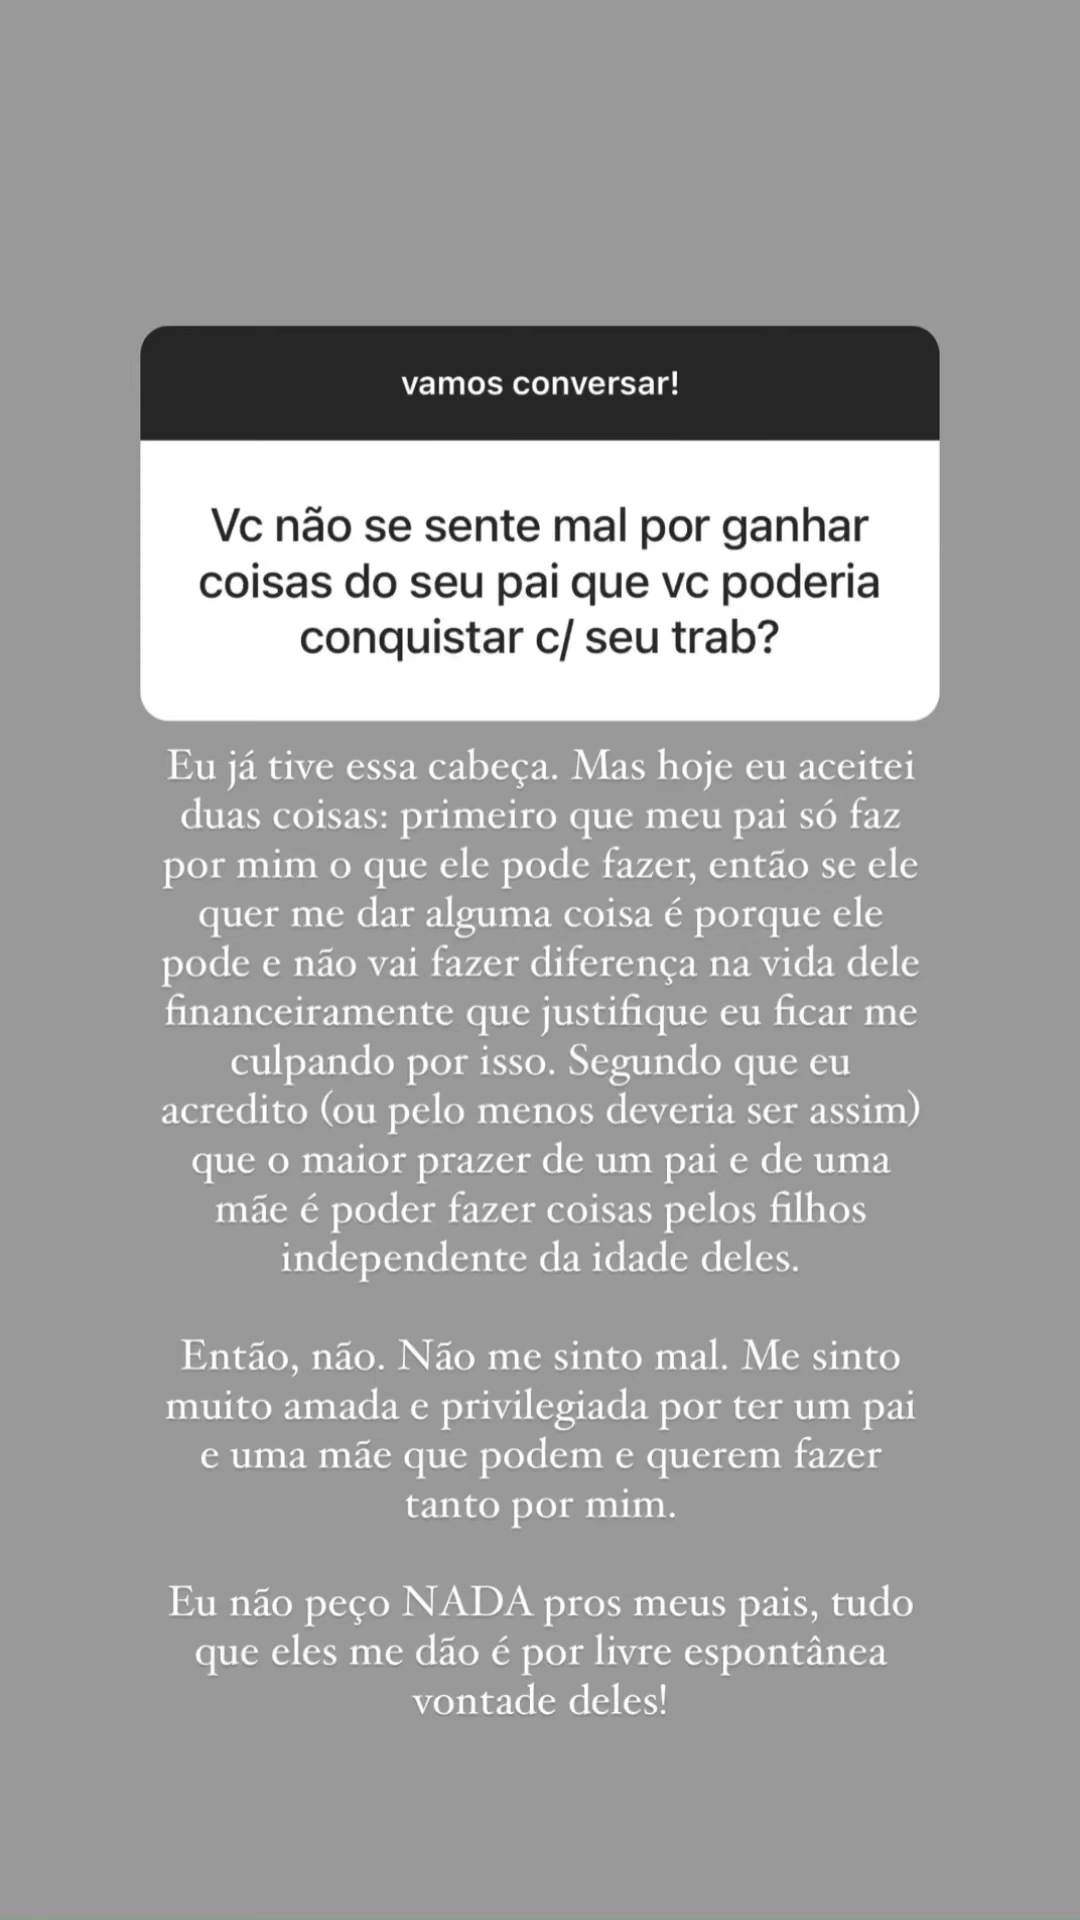 vamos conversar!
Vc não se sente mal por ganhar
coisas do seu pai que vc poderia
conquistar c/ seu trab?
Eu já tive essa cabeça. Mas hoje eu aceitei
duas coisas: primeiro que meu pai só faz
por mim o que ele pode fazer, então se ele
quer me dar alguma coisa é porque ele
pode e não vai fazer diferença na vida dele
financeiramente que justifique eu ficar me
culpando por isso. Segundo que eu
acredito (ou pelo menos deveria ser assim)
que o maior prazer de um pai e de uma
mãe é poder fazer coisas pelos filhos
independente da idade deles.
Então, não. Não me sinto mal. Me sinto
muito amada e privilegiada por ter um pai
e uma mãe que podem e querem fazer
tanto por mim.
Eu não peço NADA pros meus pais, tudo
que eles me dão é por livre espontânea
vontade deles!